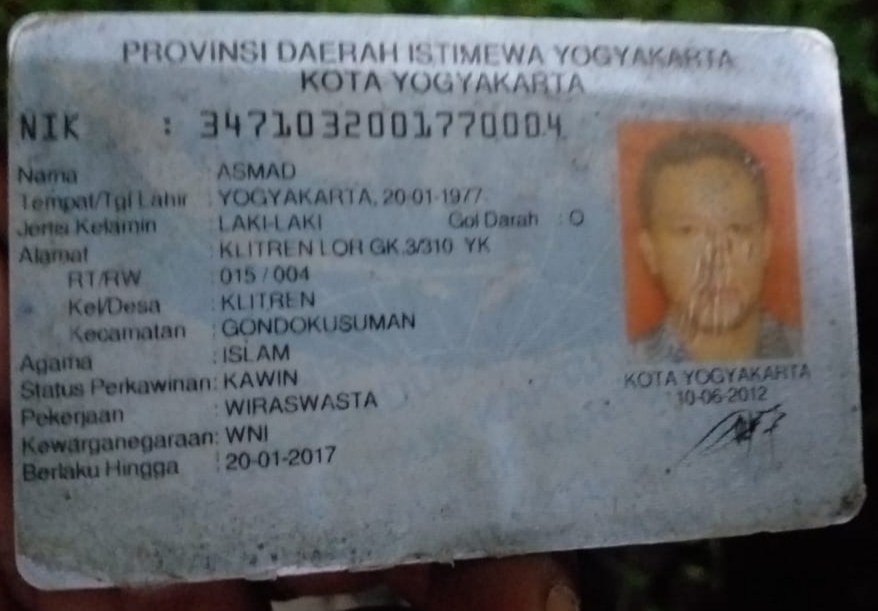 PROVINSI DAERAH ISTIMEWA YOGYAKARTA
KOTA YOGYAKARTA
NIK : 3471032001770004
Nama : ASMAD
Tempat/Tgl Lahir : YOGYAKARTA, 20-01-1977
Jenis Kelamin : LAKI-LAKI Gol Darah : O
Alamat : KLITREN LOR GK.3/310 YK
RT/RW : 015 / 004
Kel/Desa : KLITREN
Kecamatan : GONDOKUSUMAN
Agama : ISLAM
Status Perkawinan: KAWIN
Pekerjaan : WIRASWASTA
Kewarganegaraan: WNI
Berlaku Hingga : 20-01-2017
KOTA YOGYAKARTA
10-06-2012